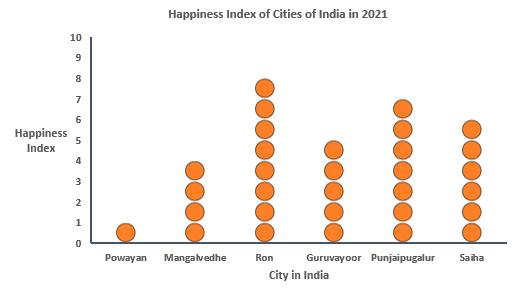 Happiness Index of Cities of India in 2021
10
9
8
7
6
5
4
3
2
1
0
Happiness
Index
Powayan Mangalvedhe Ron Guruvayoor Punjaipugalur Saiha
City in India